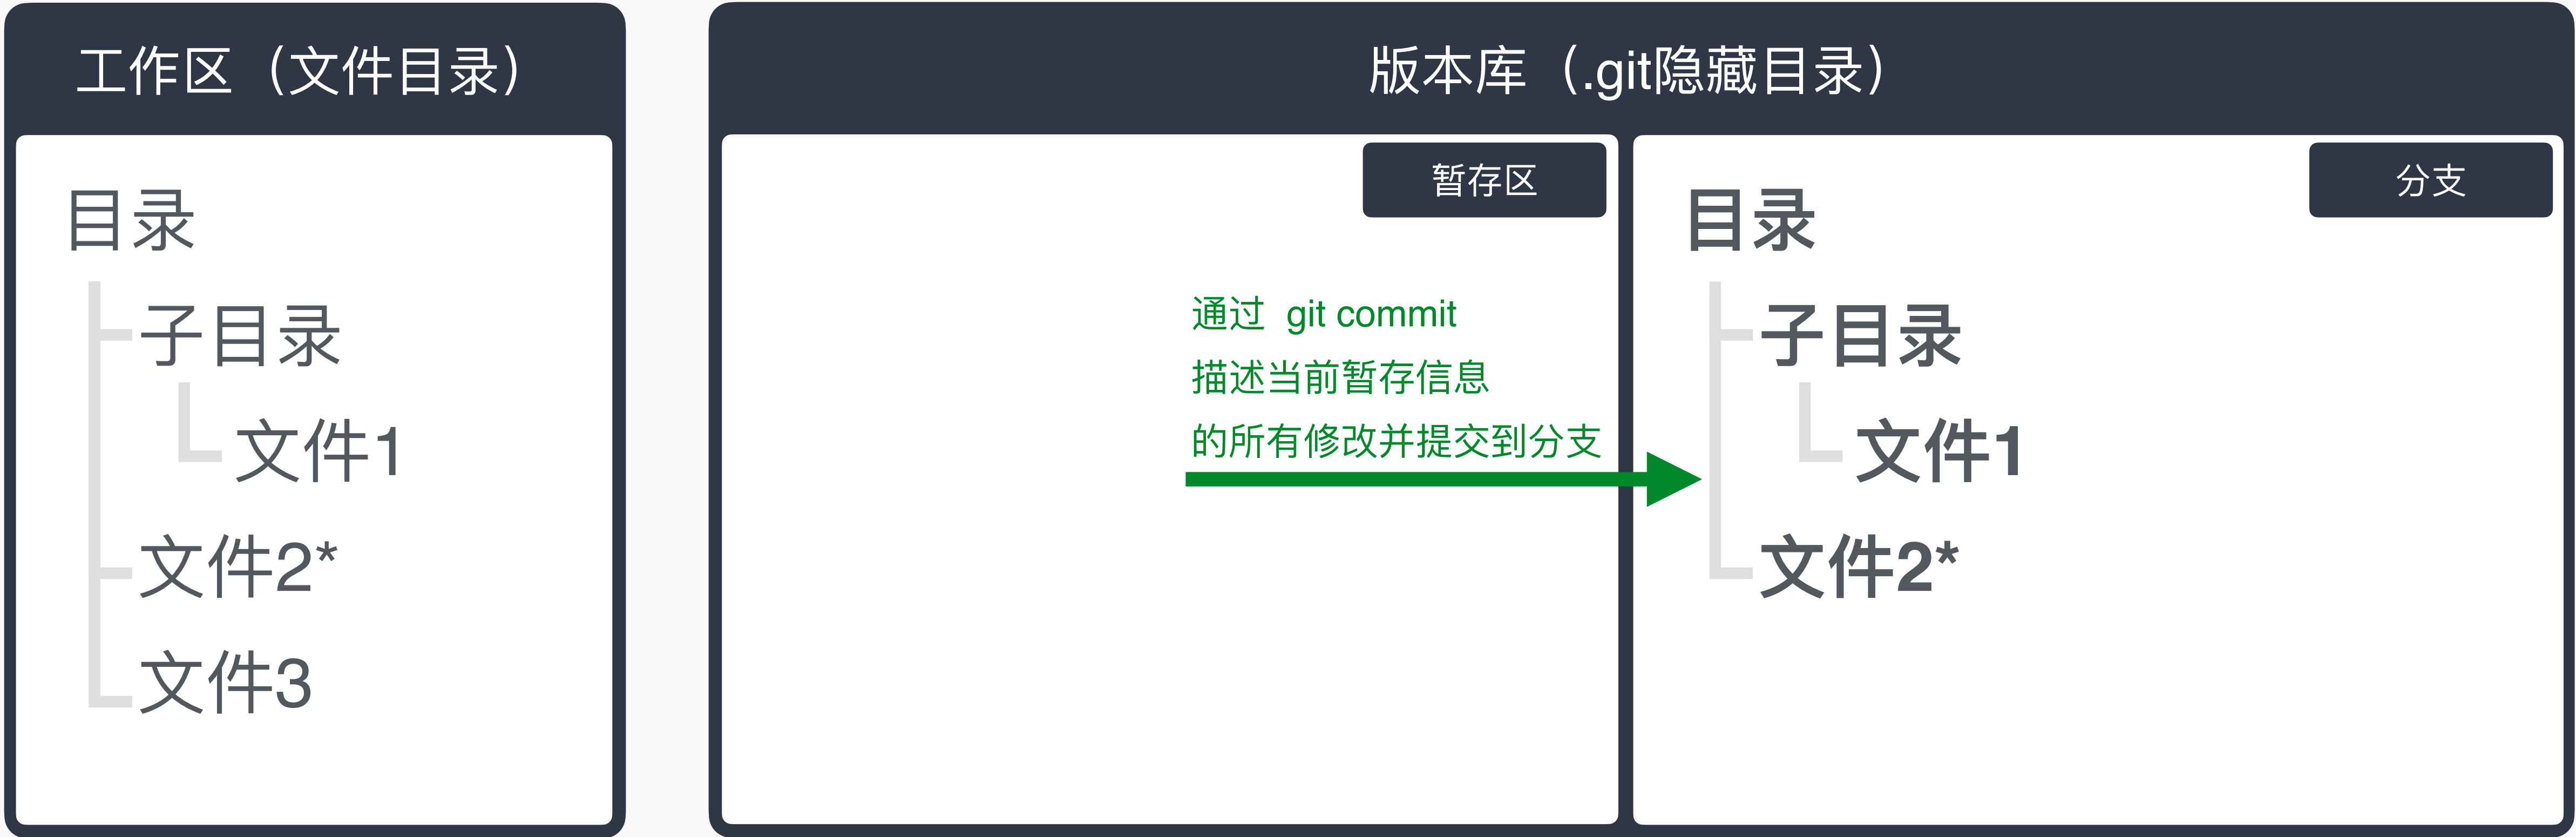 工作区（文件目录）
目录
子目录
文件1
文件2*
文件3
版本库（.git隐藏目录）
暂存区
通过 git commit
描述当前暂存信息
的所有修改并提交到分支
分支
目录
子目录
文件1
文件2*